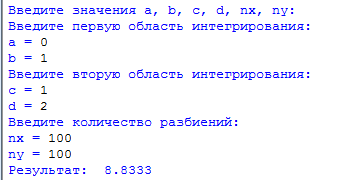 Введите значения a, b, c, d, nx, ny:
Введите первую область интегрирования:
a = 0
b = 1
Введите вторую область интегрирования:
c = 1
d = 2
Введите количество разбиений:
nx = 100
ny = 100
Результат:  8.8333